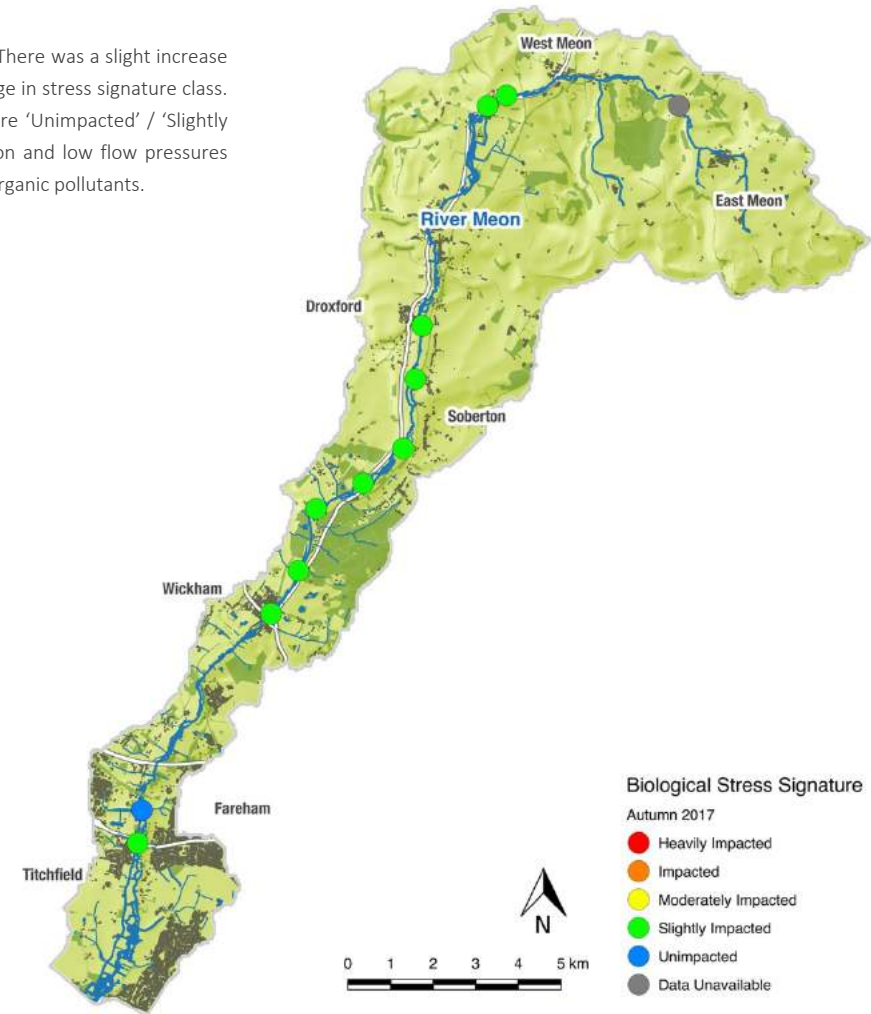 There was a slight increase
ge in stress signature class.
re ‘Unimpacted’ / ‘Slightly
on and low flow pressures
rganic pollutants.
West Meon
East Meon
River Meon
Droxford
Soberton
Wickham
Fareham
Titchfield
Biological Stress Signature
Autumn 2017
Heavily Impacted
Impacted
Moderately Impacted
Slightly Impacted
Unimpacted
Data Unavailable
N
0 1 2 3 4 5 km